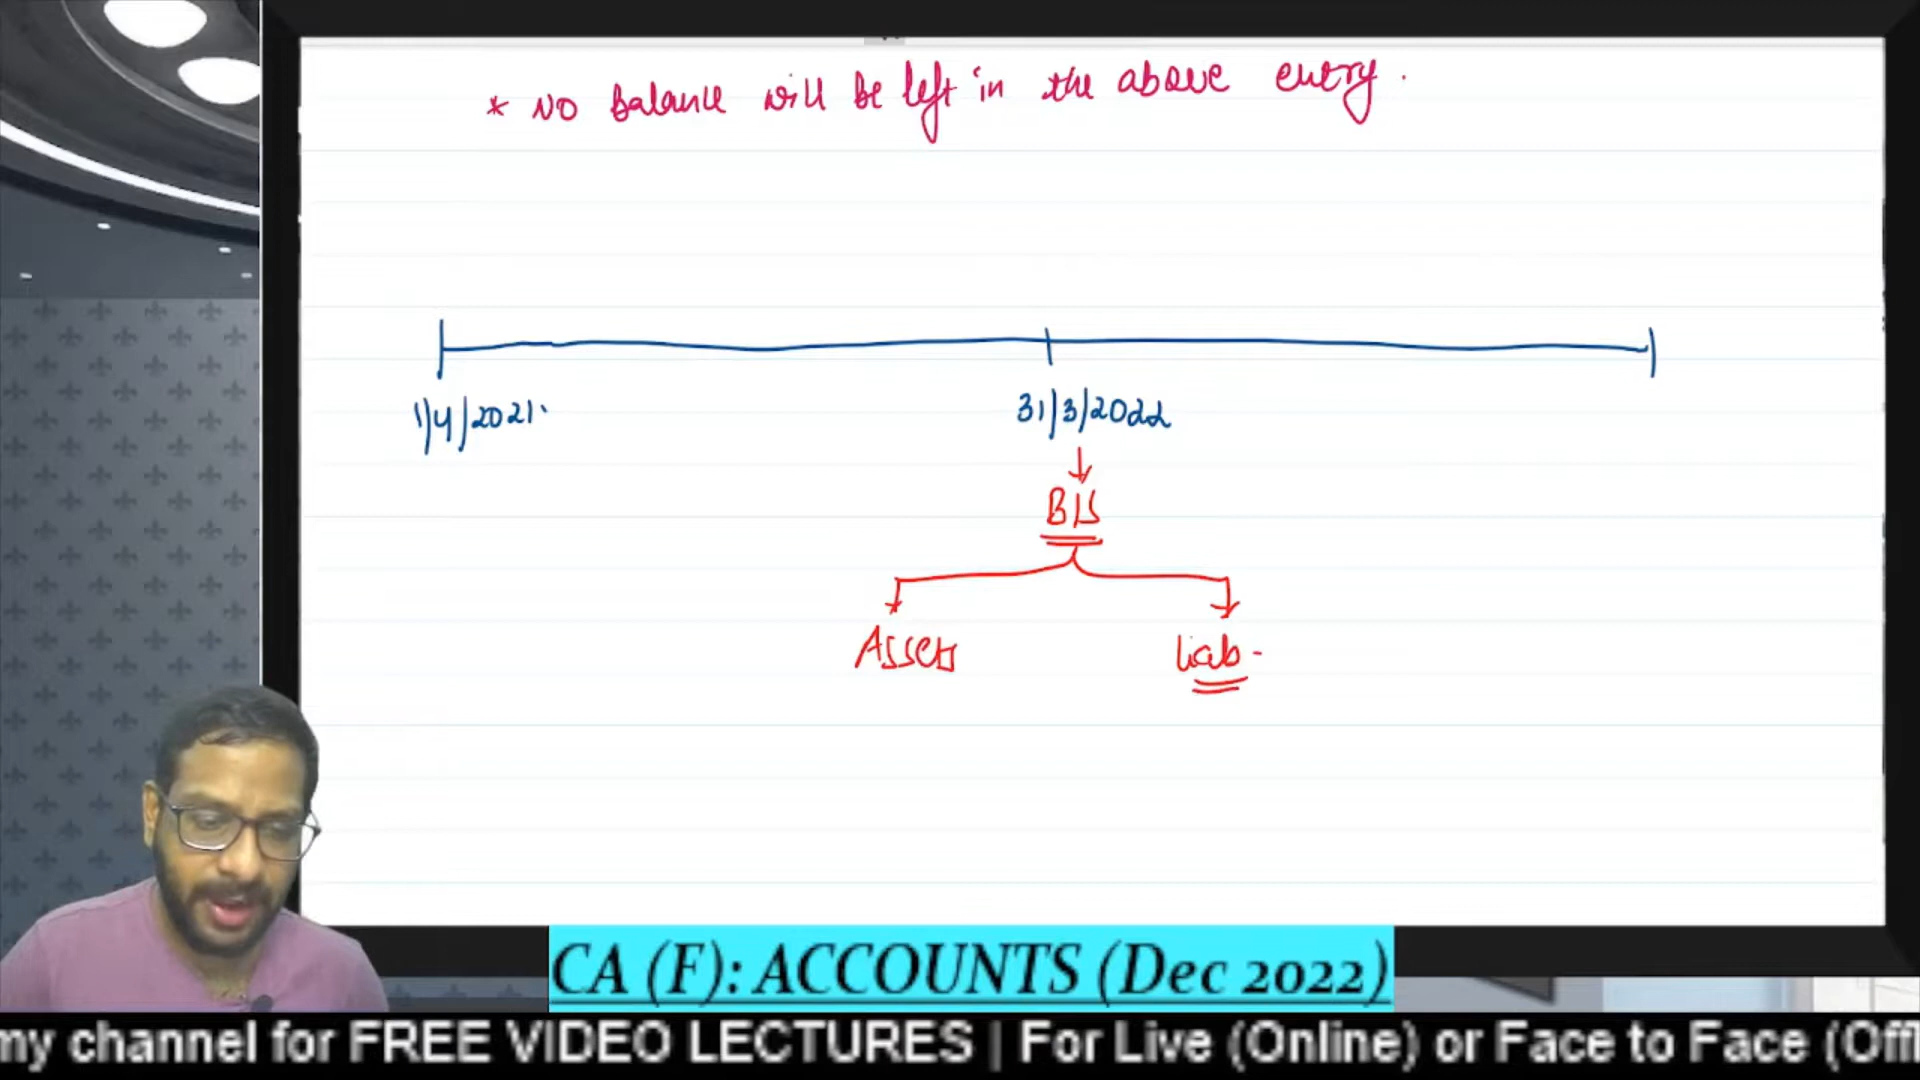 * NO Balance will be left in the above entry.
1/4/2021.
31/3/2022
B/S
Assets
Liab.
CA (F): ACCOUNTS (Dec 2022)
my channel for FREE VIDEO LECTURES | For Live (Online) or Face to Face (Offl